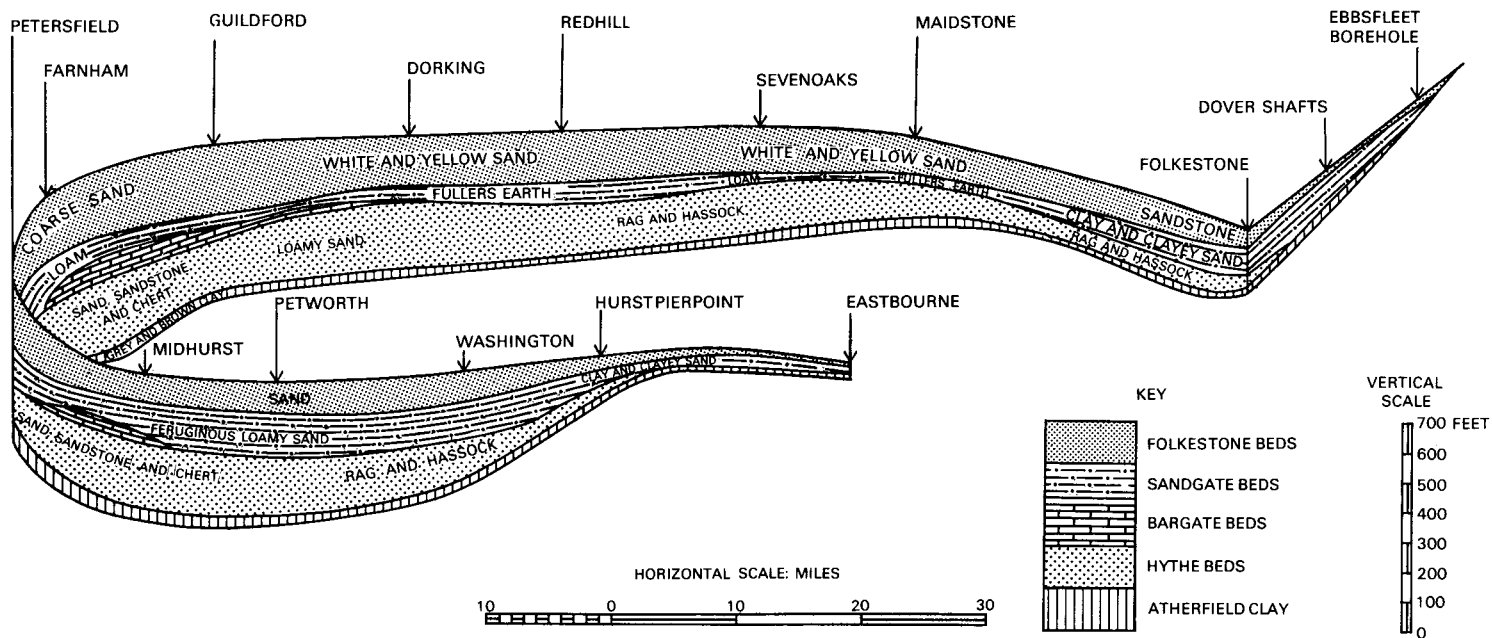 PETERSFIELD
GUILDFORD
REDHILL
MAIDSTONE
EBBSFLEET
BOREHOLE
FARNHAM
DORKING
SEVENOAKS
DOVER SHAFTS
FOLKESTONE
COARSE SAND
WHITE AND YELLOW SAND
WHITE AND YELLOW SAND
SANDSTONE
LOAM
FULLERS EARTH
LOAM
FULLERS EARTH
CLAY AND CLAYEY SAND
SAND, SANDSTONE
AND CHERT
LOAMY SAND
RAG AND HASSOCK
RAG AND HASSOCK
GREY AND BROWN CLAY
MIDHURST
PETWORTH
WASHINGTON
HURSTPIERPOINT
EASTBOURNE
SAND
CLAY AND CLAYEY SAND
FERUGINOUS LOAMY SAND
SAND, SANDSTONE AND CHERT
RAG AND HASSOCK
KEY
FOLKESTONE BEDS
SANDGATE BEDS
BARGATE BEDS
HYTHE BEDS
ATHERFIELD CLAY
VERTICAL
SCALE
700 FEET
600
500
400
300
200
100
0
HORIZONTAL SCALE: MILES
10 0 10 20 30